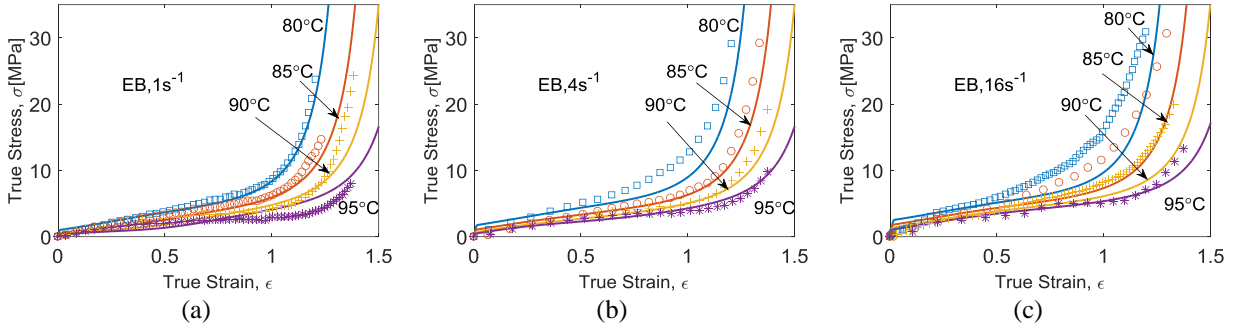 True Stress, σ[MPa]
30
20
10
0
80°C
85°C
EB,1s⁻¹
90°C
95°C
0 0.5 1 1.5
True Strain, ϵ
(a)
True Stress, σ[MPa]
30
20
10
0
EB,4s⁻¹
80°C
85°C
90°C
95°C
0 0.5 1 1.5
True Strain, ϵ
(b)
True Stress, σ[MPa]
30
20
10
0
80°C
85°C
EB,16s⁻¹
90°C
95°C
0 0.5 1 1.5
True Strain, ϵ
(c)